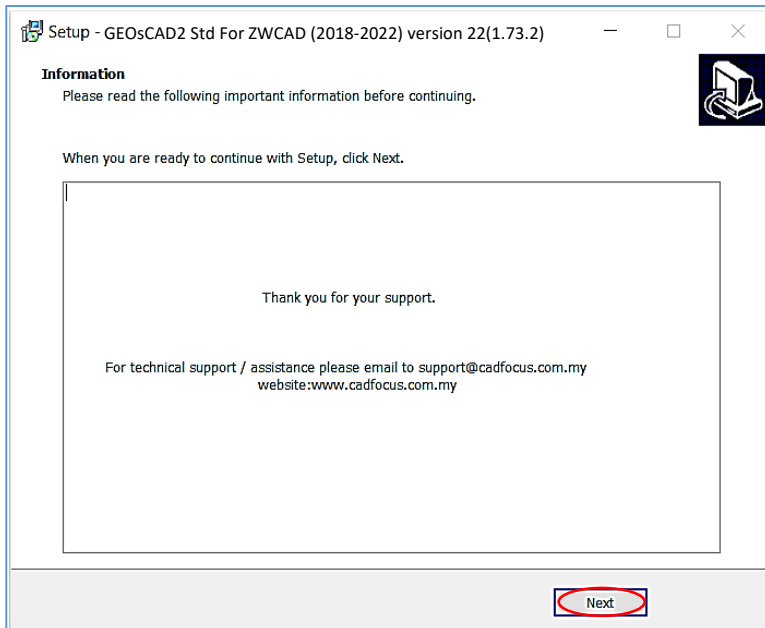 Setup - GEOsCAD2 Std For ZWCAD (2018-2022) version 22(1.73.2)
Information
Please read the following important information before continuing.
When you are ready to continue with Setup, click Next.
Thank you for your support.
For technical support / assistance please email to support@cadfocus.com.my
website:www.cadfocus.com.my
Next